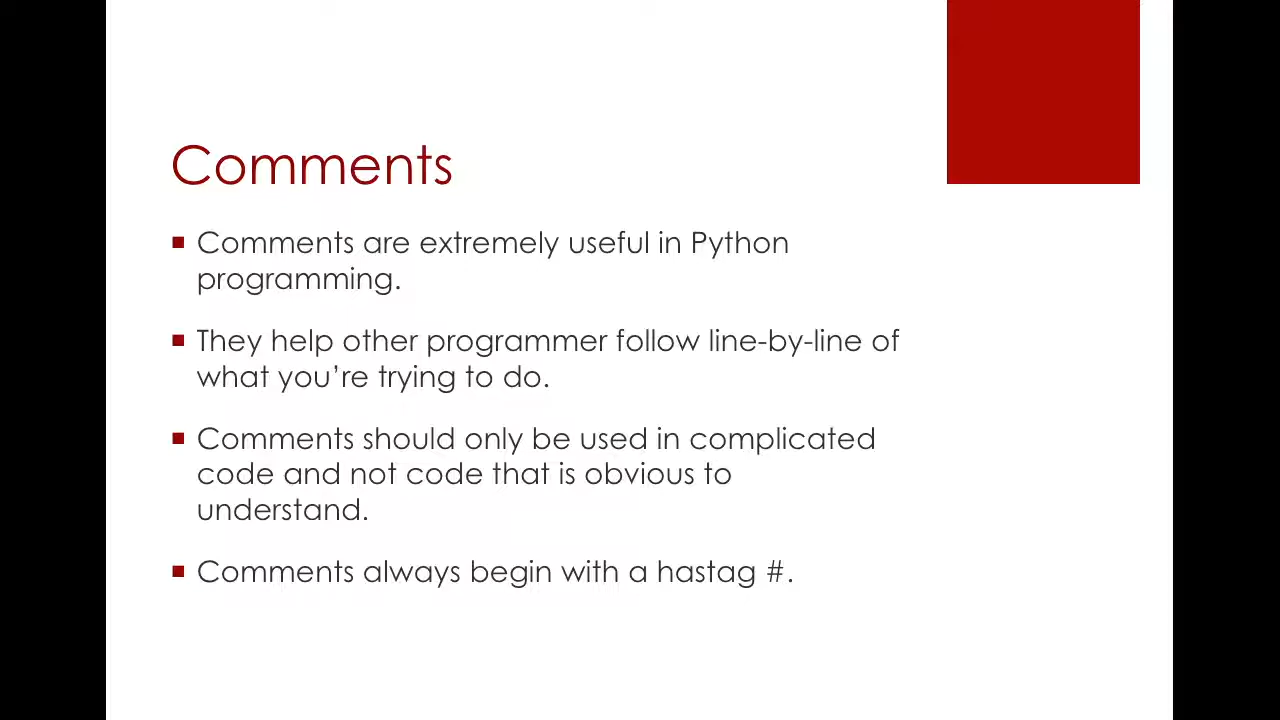 Comments
Comments are extremely useful in Python
programming.
They help other programmer follow line-by-line of
what you’re trying to do.
Comments should only be used in complicated
code and not code that is obvious to
understand.
Comments always begin with a hastag #.